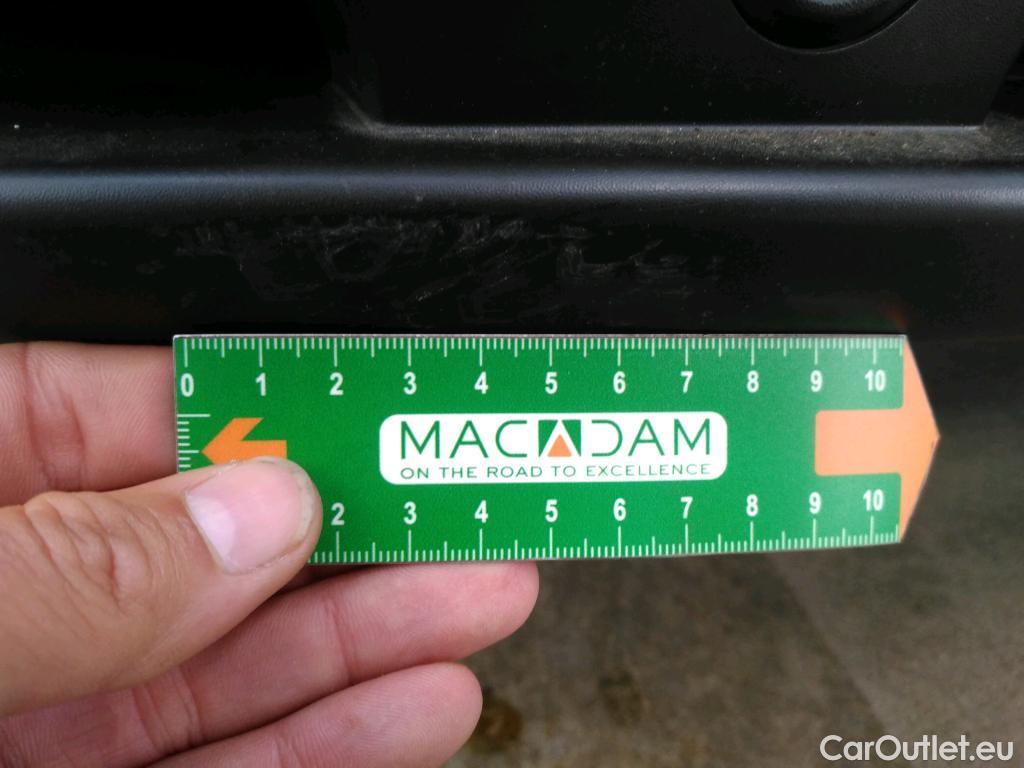 0 1 2 3 4 5 6 7 8 9 10
MACADAM
ON THE ROAD TO EXCELLENCE
2 3 4 5 6 7 8 9 10
CarOutlet.eu